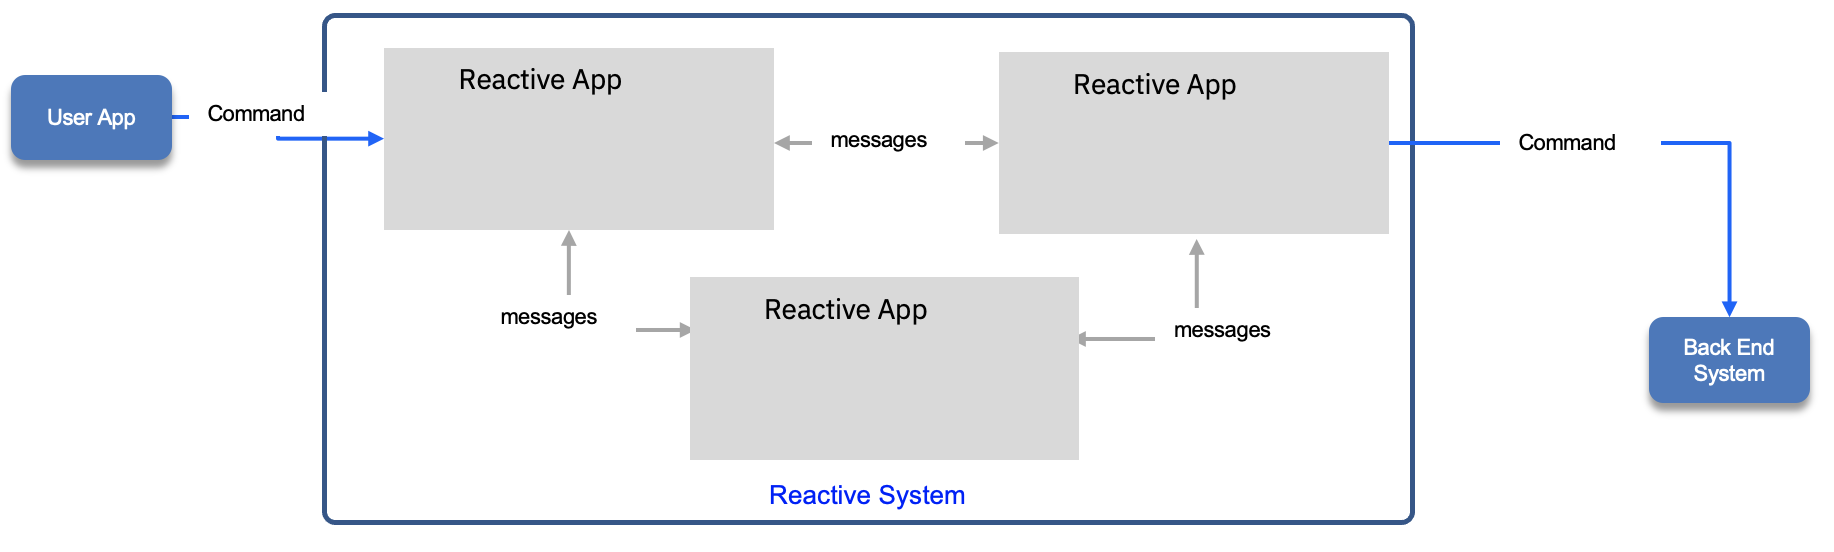 User App
Command
Reactive App
messages
Reactive App
Command
messages
Reactive App
messages
Back End
System
Reactive System